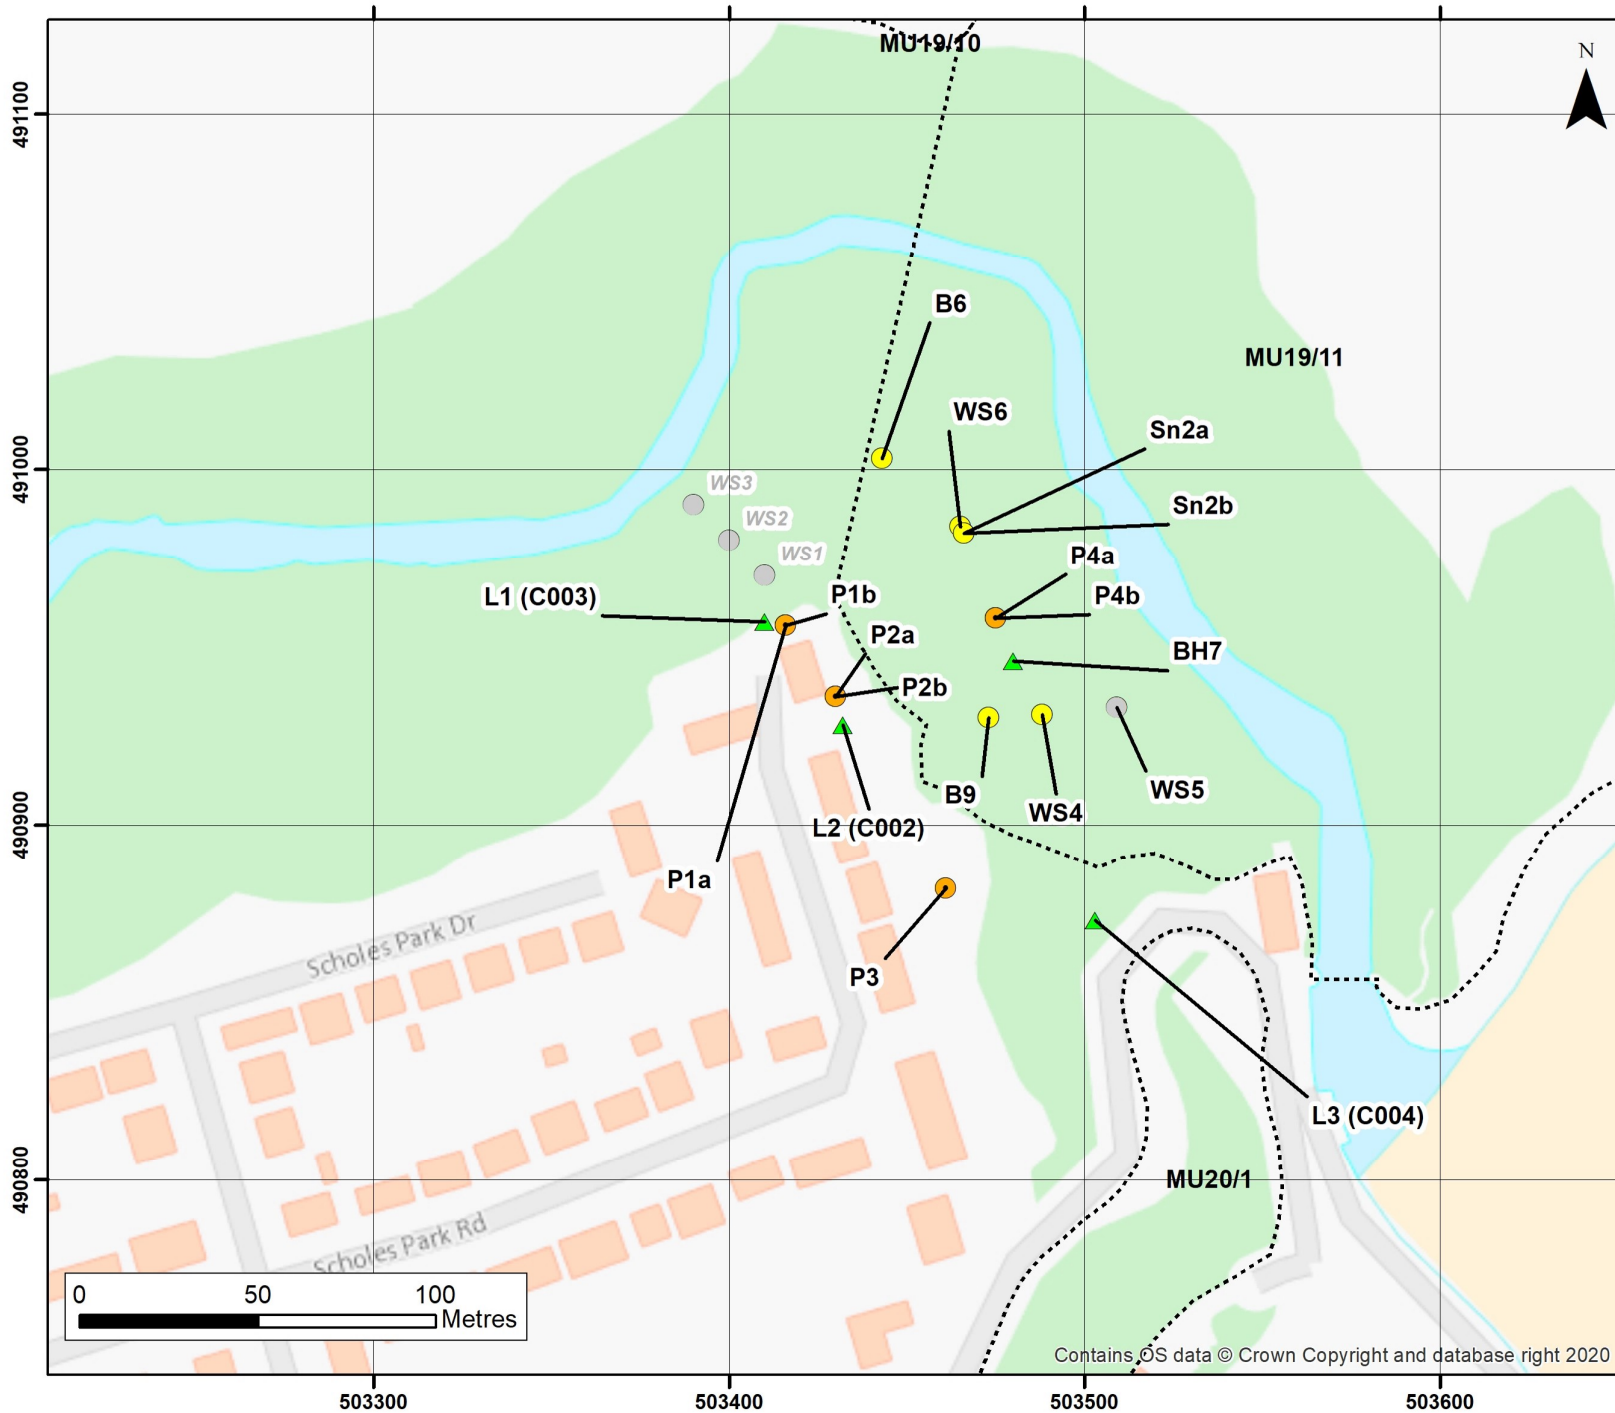 MU19/10
N
491100
B6
MU19/11
WS6
Sn2a
491000
WS3
Sn2b
WS2
WS1
P4a
L1 (C003)
P1b
P4b
P2a
BH7
P2b
B9
WS5
WS4
490900
L2 (C002)
P1a
Scholes Park Dr
P3
L3 (C004)
MU20/1
490800
Scholes Park Rd
0 50 100
Metres
Contains OS data © Crown Copyright and database right 2020
503300 503400 503500 503600